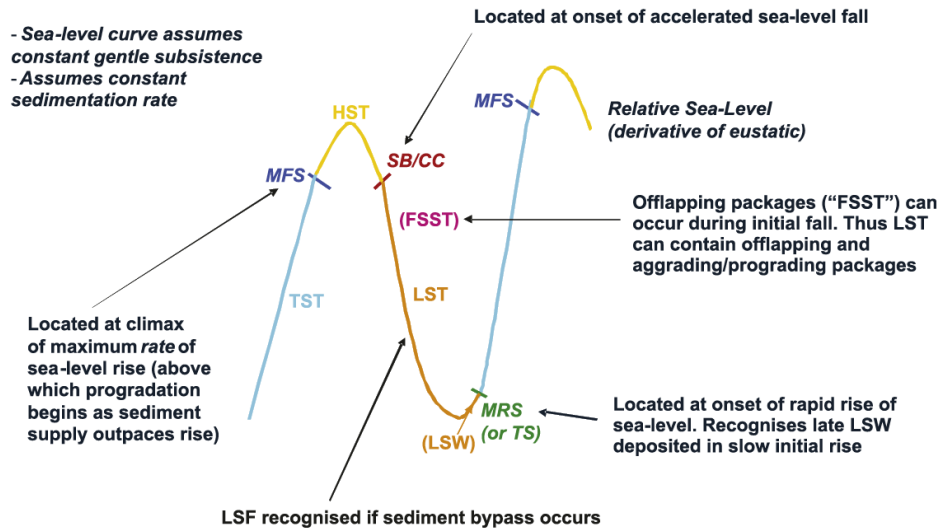 Located at onset of accelerated sea-level fall
- Sea-level curve assumes
constant gentle subsistence
- Assumes constant
sedimentation rate
HST
MFS
Relative Sea-Level
(derivative of eustatic)
SB/CC
MFS
(FSST)
Offlapping packages (“FSST”) can
occur during initial fall. Thus LST
can contain offlapping and
aggrading/prograding packages
TST
LST
Located at climax
of maximum rate of
sea-level rise (above
which progradation
begins as sediment
supply outpaces rise)
MRS
(or TS)
(LSW)
Located at onset of rapid rise of
sea-level. Recognises late LSW
deposited in slow initial rise
LSF recognised if sediment bypass occurs